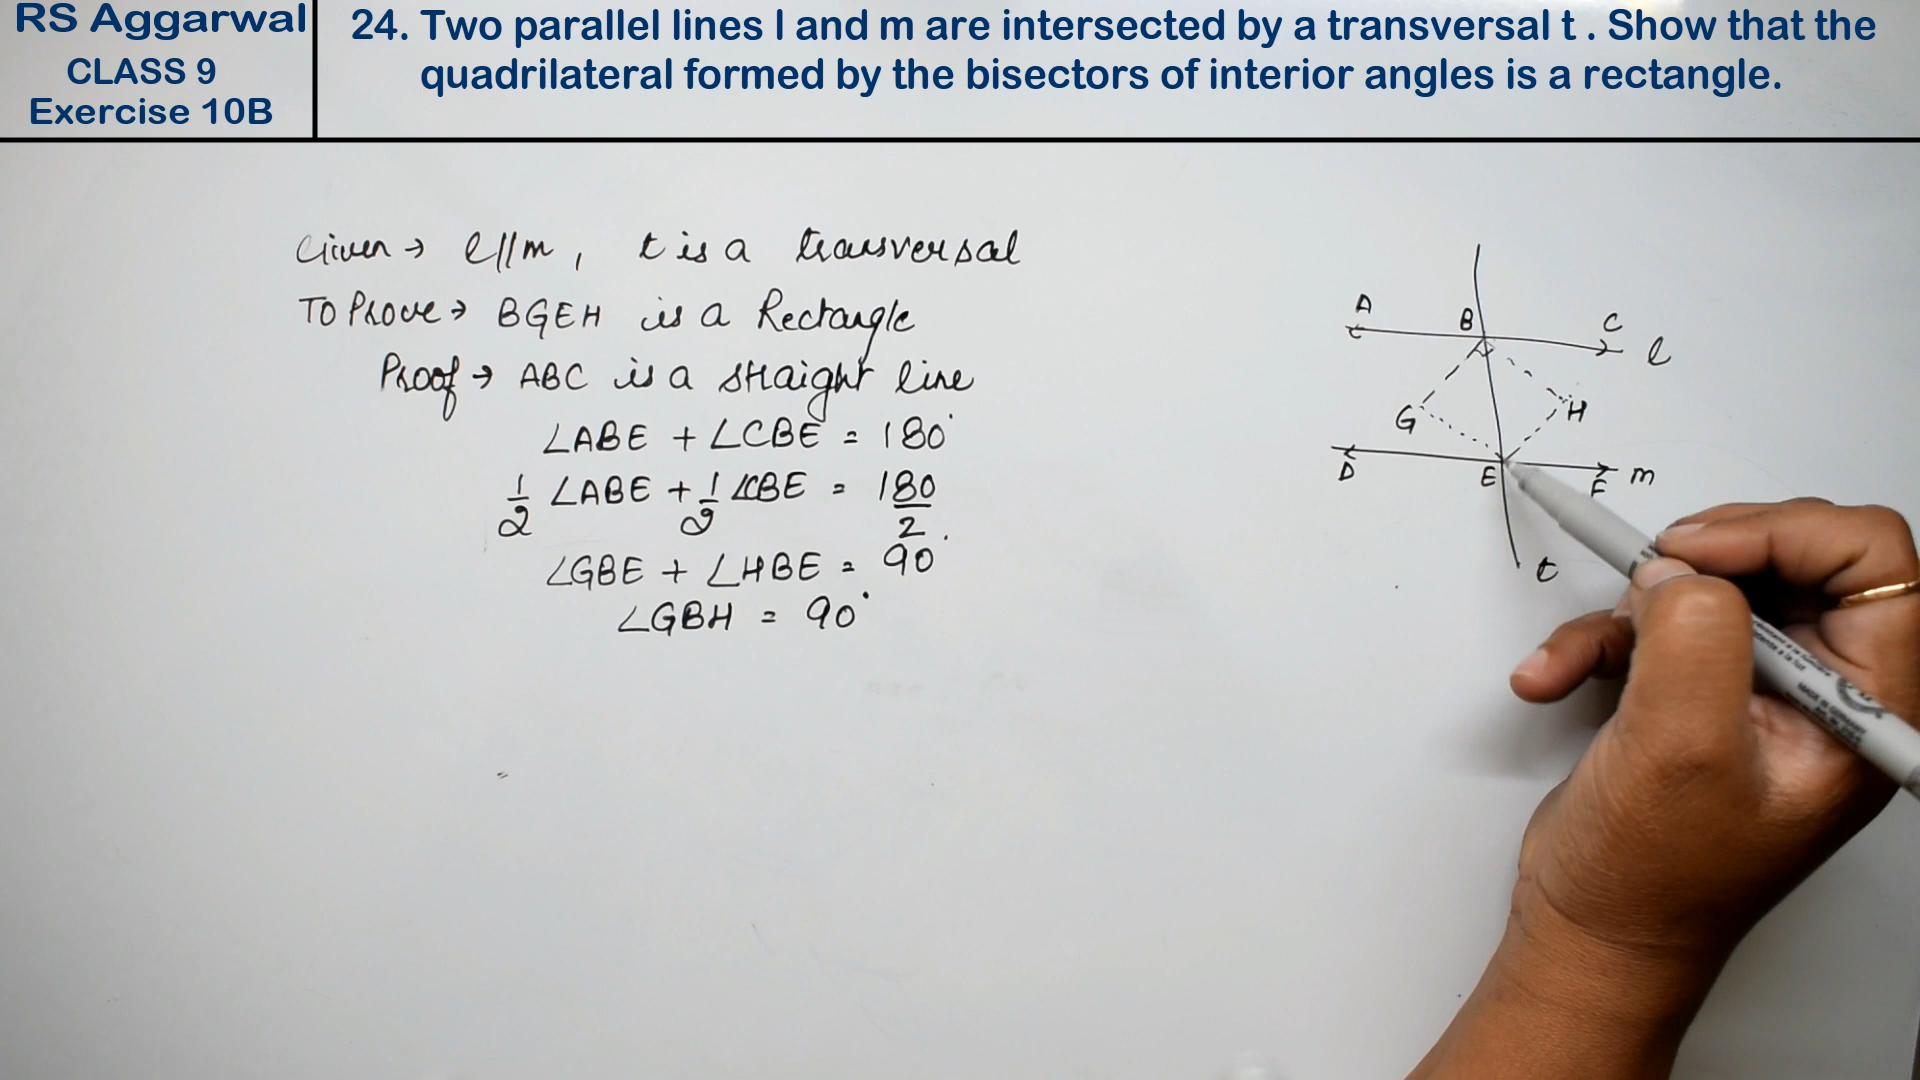 RS Aggarwal
CLASS 9
Exercise 10B
24. Two parallel lines l and m are intersected by a transversal t . Show that the
quadrilateral formed by the bisectors of interior angles is a rectangle.
Given → l||m , t is a transversal
To Prove → BGEH is a Rectangle
Proof → ABC is a straight line
∠ABE + ∠CBE = 180°
1/2 ∠ABE + 1/2 ∠CBE = 180/2
∠GBE + ∠HBE = 90°
∠GBH = 90°
A
B
C
l
G
H
D
E
F
m
t